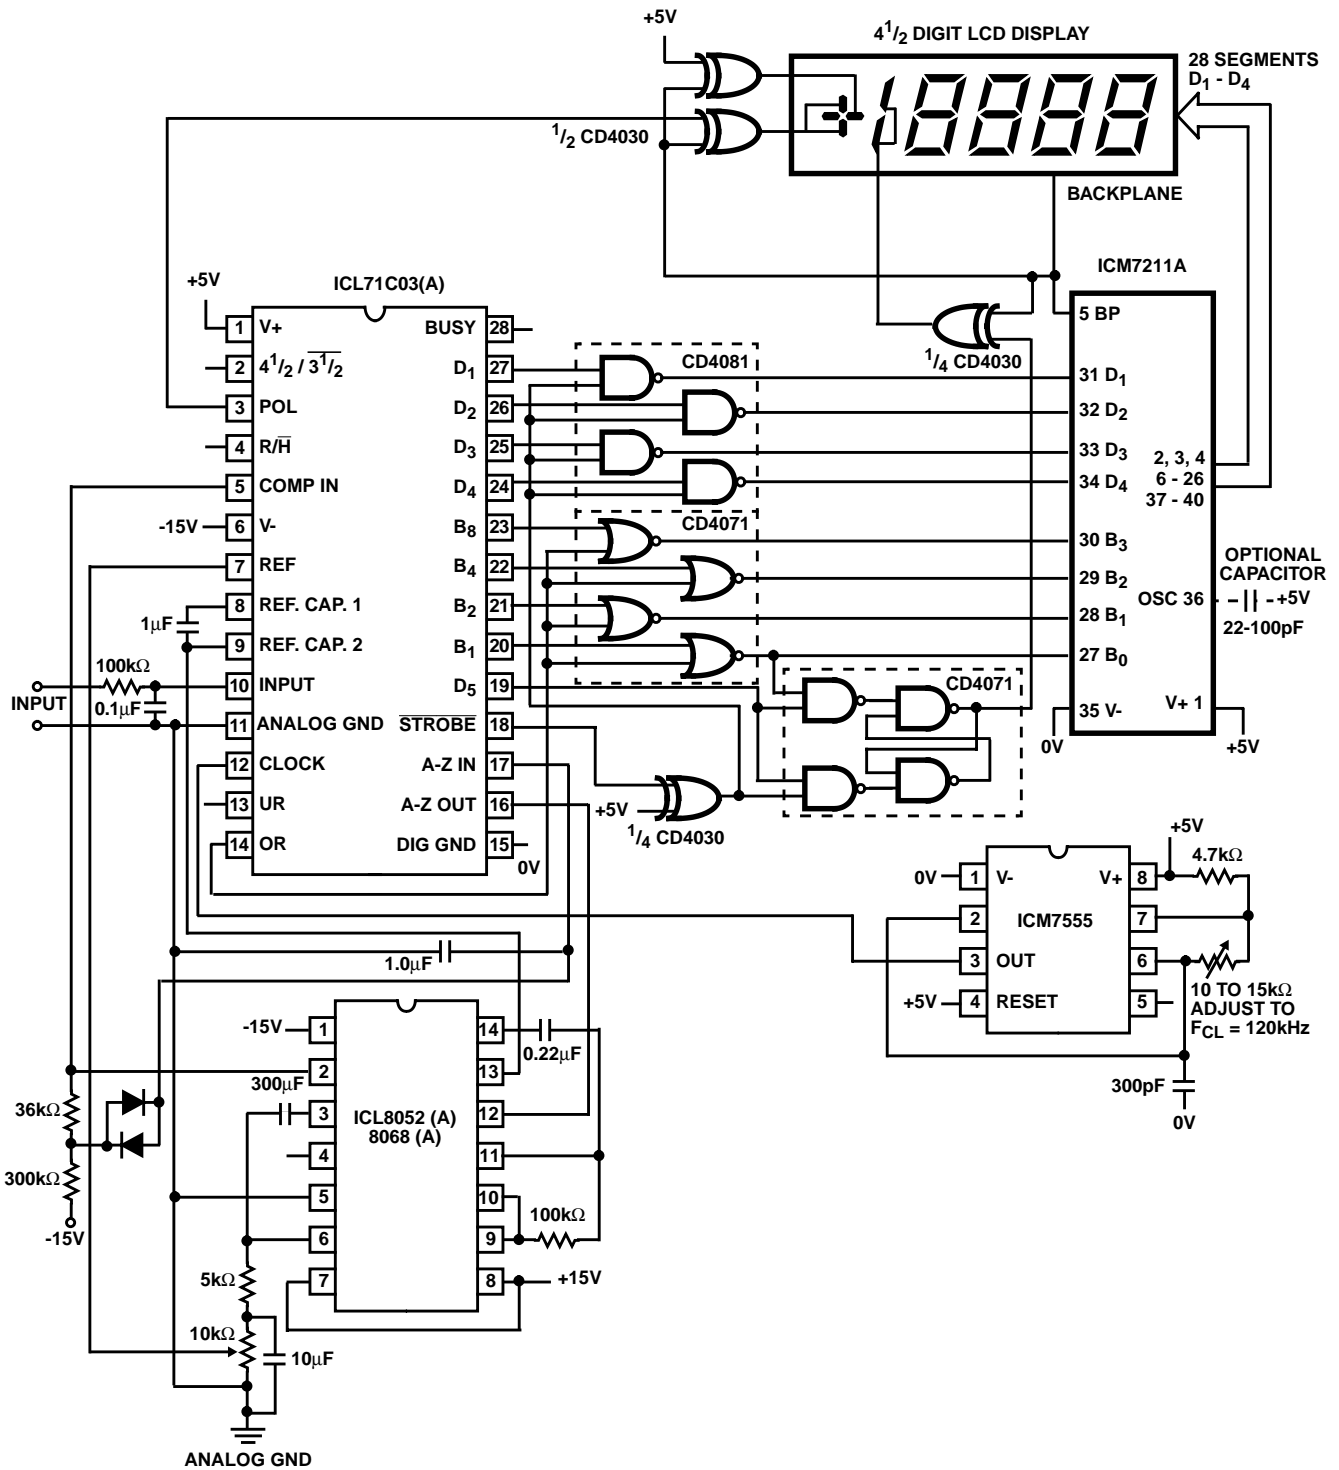 +5V
4 1/2 DIGIT LCD DISPLAY
28 SEGMENTS
D1 - D4
1/2 CD4030
BACKPLANE
ICM7211A
+5V
ICL71C03(A)
1 V+
2 4 1/2 / 3 1/2
3 POL
4 R/H
5 COMP IN
-15V
6 V-
7 REF
8 REF. CAP. 1
1μF
9 REF. CAP. 2
100kΩ
10 INPUT
INPUT
0.1μF
11 ANALOG GND
12 CLOCK
13 UR
14 OR
BUSY 28
D1 27
D2 26
D3 25
D4 24
B8 23
B4 22
B2 21
B1 20
D5 19
STROBE 18
A-Z IN 17
A-Z OUT 16
DIG GND 15
0V
CD4081
CD4071
CD4071
1/4 CD4030
+5V
1/4 CD4030
5 BP
31 D1
32 D2
33 D3
34 D4
30 B3
29 B2
28 B1
27 B0
35 V-
0V
2, 3, 4
6 - 26
37 - 40
OSC 36
V+ 1
+5V
OPTIONAL
CAPACITOR
+5V
22-100pF
1.0μF
-15V
1
2
300μF
3
4
5
6
7
ICL8052 (A)
8068 (A)
14
0.22μF
13
12
11
10
9
100kΩ
8
+15V
36kΩ
300kΩ
-15V
5kΩ
10kΩ
10μF
ANALOG GND
ICM7555
0V
1 V-
2
3 OUT
+5V
4 RESET
V+ 8
7
6
5
+5V
4.7kΩ
10 TO 15kΩ
ADJUST TO
FCL = 120kHz
300pF
0V